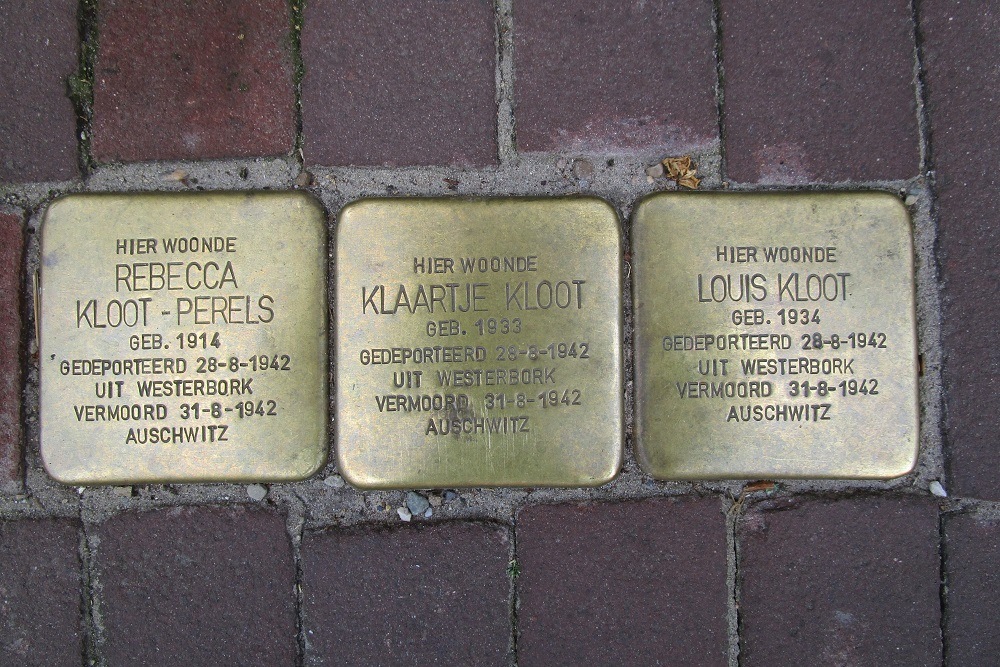 HIER WOONDE
REBECCA
KLOOT - PERELS
GEB. 1914
GEDEPORTEERD 28-8-1942
UIT WESTERBORK
VERMOORD 31-8-1942
AUSCHWITZ
HIER WOONDE
KLAARTJE KLOOT
GEB. 1933
GEDEPORTEERD 28-8-1942
UIT WESTERBORK
VERMOORD 31-8-1942
AUSCHWITZ
HIER WOONDE
LOUIS KLOOT
GEB. 1934
GEDEPORTEERD 28-8-1942
UIT WESTERBORK
VERMOORD 31-8-1942
AUSCHWITZ